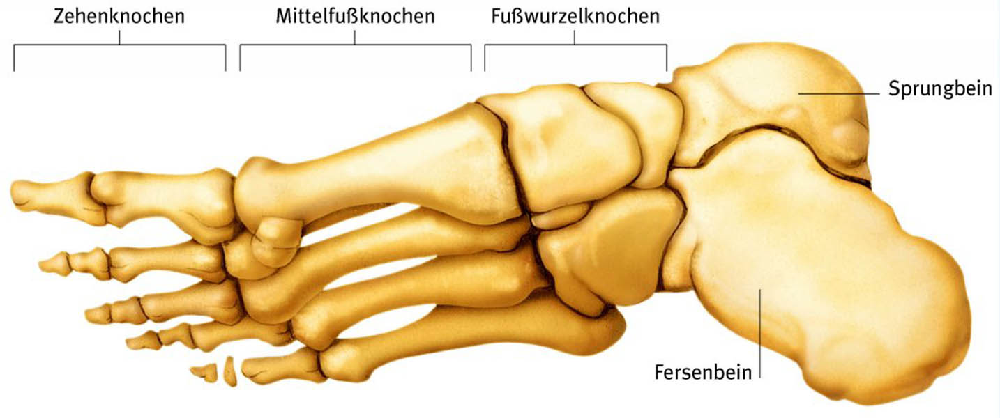 Zehenknochen
Mittelfußknochen
Fußwurzelknochen
Sprungbein
Fersenbein